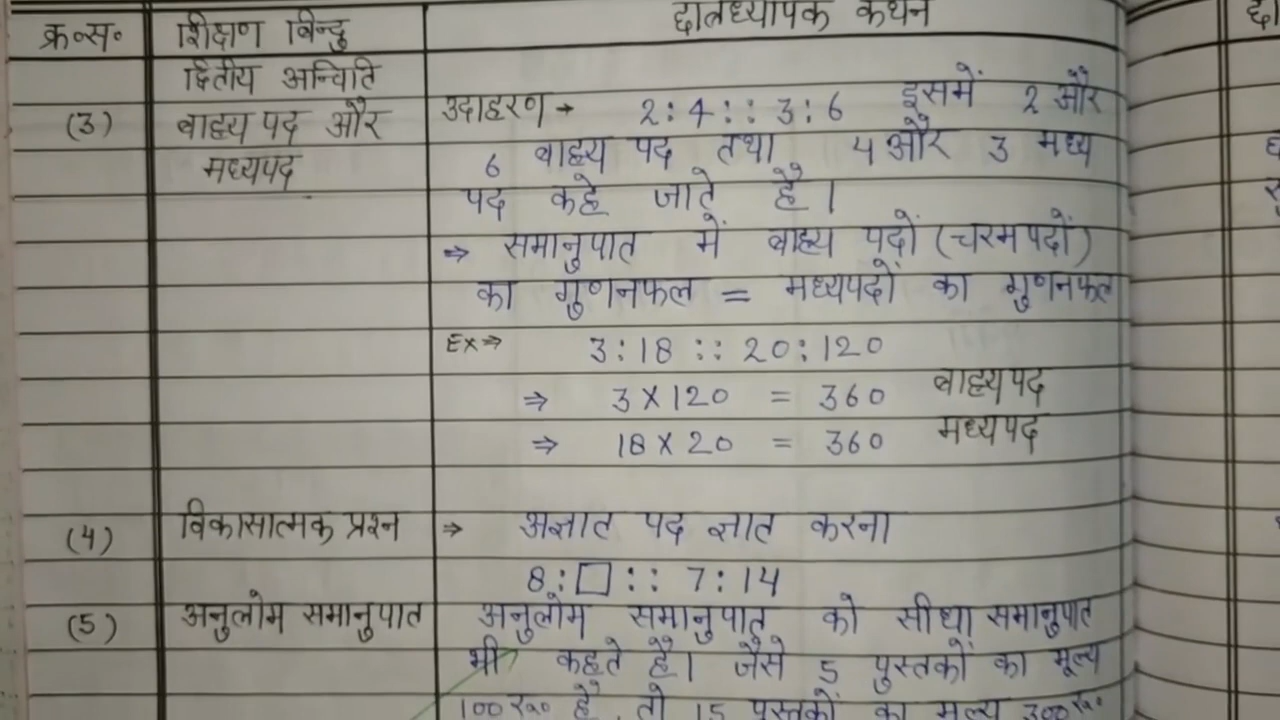 क्र०स० शिक्षण बिन्दु छात्रध्यापक कथन
द्वितीय अन्विति
(3) वाह्य पद और उदाहरण → 2 : 4 : : 3 : 6 इसमें 2 और
मध्यपद 6 वाह्य पद तथा 4 और 3 मध्य
पद कहे जाते है।
⇒ समानुपात में वाह्य पदों (चरमपदों)
का गुणनफल = मध्यपदों का गुणनफल
Ex⇒ 3 : 18 : : 20 : 120
⇒ 3 × 120 = 360 वाह्यपद
⇒ 18 × 20 = 360 मध्यपद
(4) विकासात्मक प्रश्न ⇒ अज्ञात पद ज्ञात करना
8 : □ : : 7 : 14
(5) अनुलोम समानुपात अनुलोम समानुपात को सीधा समानुपात
भी कहते है। जैसे 5 पुस्तकों का मूल्य
100 रू० है, तो 15 पुस्तकों का मूल्य 300 रू०